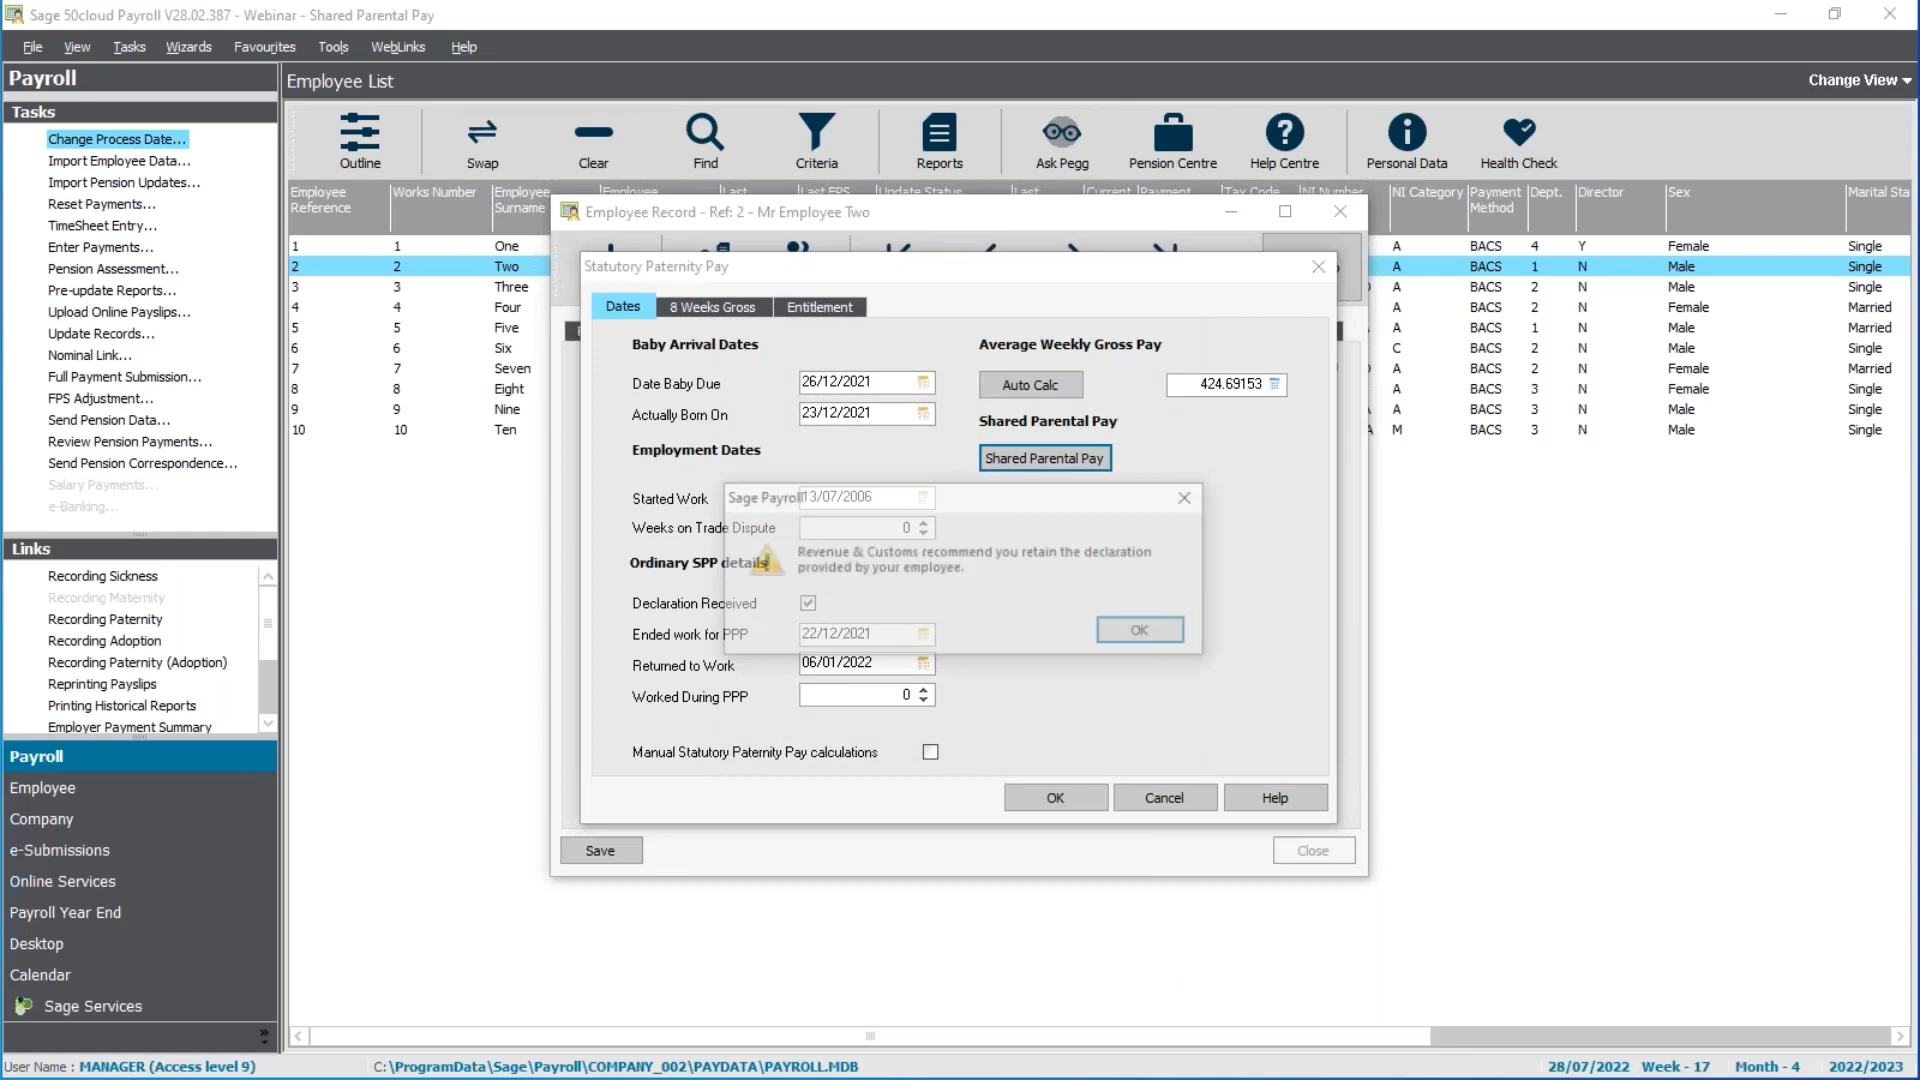 Sage 50cloud Payroll V28.02.387 - Webinar - Shared Parental Pay
File View Tasks Wizards Favourites Tools WebLinks Help
Payroll
Employee List
Change View
Tasks
Change Process Date...
Import Employee Data...
Import Pension Updates...
Reset Payments...
TimeSheet Entry...
Enter Payments...
Pension Assessment...
Pre-update Reports...
Upload Online Payslips...
Update Records...
Nominal Link...
Full Payment Submission...
FPS Adjustment...
Send Pension Data...
Review Pension Payments...
Send Pension Correspondence...
Salary Payments...
e-Banking...
Links
Recording Sickness
Recording Maternity
Recording Paternity
Recording Adoption
Recording Paternity (Adoption)
Reprinting Payslips
Printing Historical Reports
Employer Payment Summary
Payroll
Employee
Company
e-Submissions
Online Services
Payroll Year End
Desktop
Calendar
Sage Services
Outline Swap Clear Find Criteria Reports Ask Pegg Pension Centre Help Centre Personal Data Health Check
Employee Reference Works Number Employee Surname Employee Last Last FPS Update Status Last Current Payment Tax Code NI Number NI Category Payment Method Dept. Director Sex Marital Sta
1 1 One A BACS 4 Y Female Single
2 2 Two A BACS 1 N Male Single
3 3 Three A BACS 2 N Male Single
4 4 Four A BACS 2 N Female Married
5 5 Five A BACS 1 N Male Married
6 6 Six C BACS 2 N Male Single
7 7 Seven A BACS 2 N Female Married
8 8 Eight A BACS 3 N Female Single
9 9 Nine A BACS 3 N Male Single
10 10 Ten M BACS 3 N Male Single
Employee Record - Ref: 2 - Mr Employee Two
Statutory Paternity Pay
Dates 8 Weeks Gross Entitlement
Baby Arrival Dates
Date Baby Due 26/12/2021
Actually Born On 23/12/2021
Employment Dates
Started Work 13/07/2006
Weeks on Trade Dispute 0
Ordinary SPP details
Declaration Received
Ended work for PPP 22/12/2021
Returned to Work 06/01/2022
Worked During PPP 0
Manual Statutory Paternity Pay calculations
Average Weekly Gross Pay
Auto Calc 424.69153
Shared Parental Pay
Shared Parental Pay
Sage Payroll
Revenue & Customs recommend you retain the declaration
provided by your employee.
OK
OK Cancel Help
Save Close
User Name : MANAGER (Access level 9) C:\ProgramData\Sage\Payroll\COMPANY_002\PAYDATA\PAYROLL.MDB 28/07/2022 Week - 17 Month - 4 2022/2023